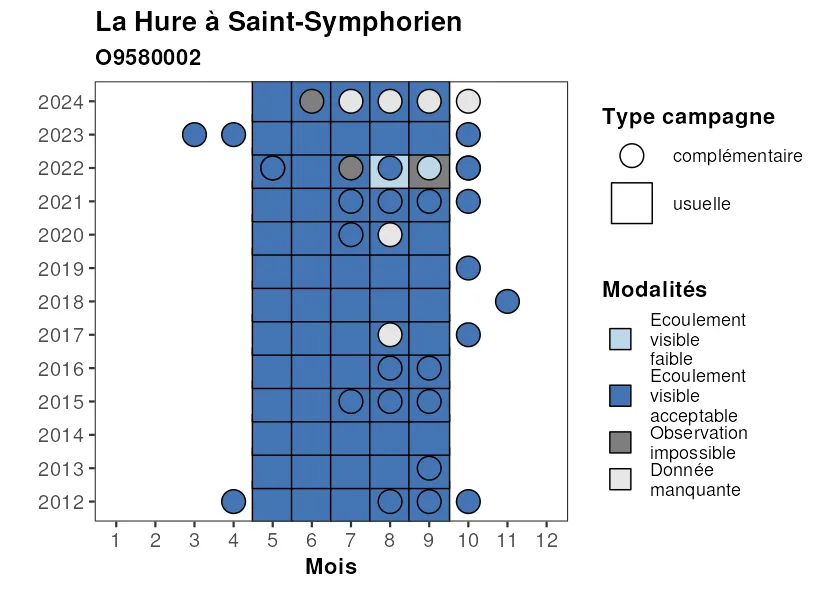 La Hure à Saint-Symphorien
O9580002
2024
2023
2022
2021
2020
2019
2018
2017
2016
2015
2014
2013
2012
1 2 3 4 5 6 7 8 9 10 11 12
Mois
Type campagne
complémentaire
usuelle
Modalités
Ecoulement
visible
faible
Ecoulement
visible
acceptable
Observation
impossible
Donnée
manquante